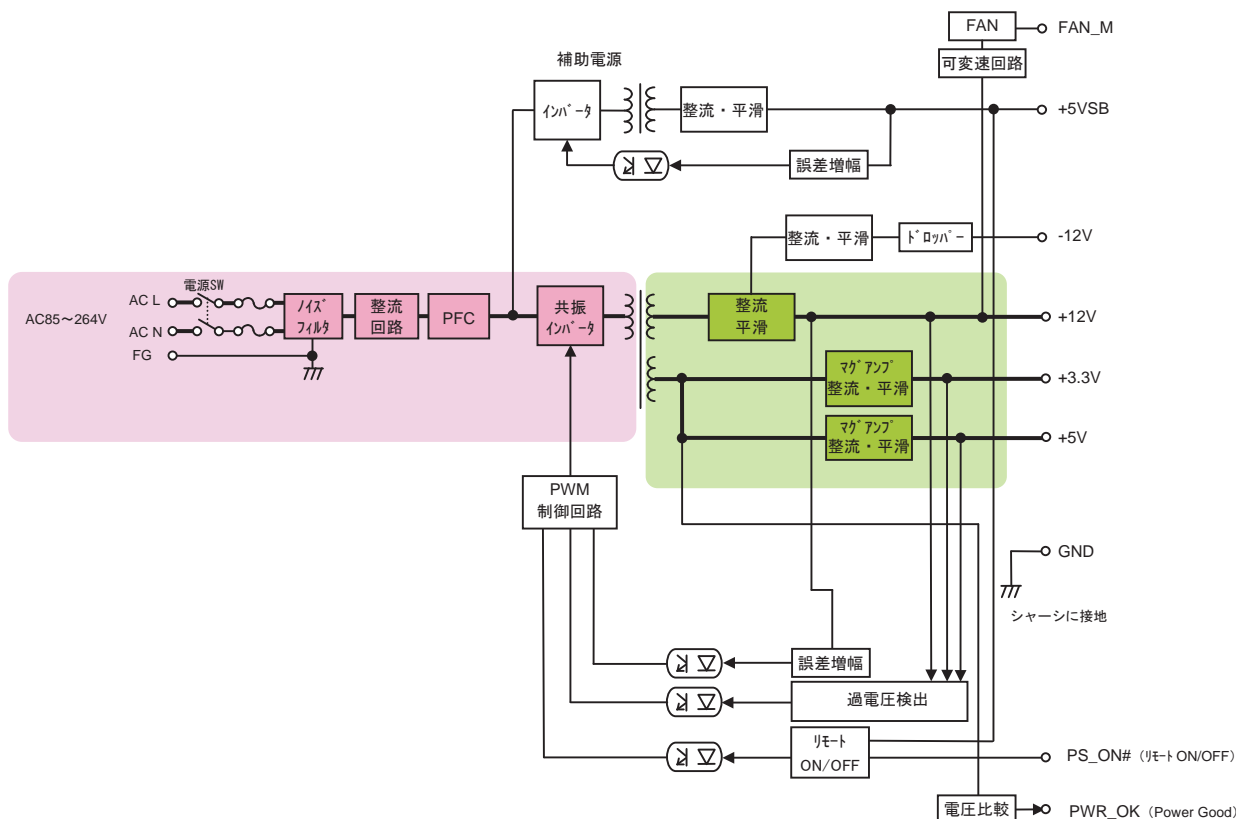 FAN
FAN_M
可変速回路
補助電源
ｲﾝﾊﾞｰﾀ
整流・平滑
+5VSB
誤差増幅
整流・平滑
ﾄﾞﾛｯﾊﾟｰ
-12V
AC85～264V
電源SW
AC L
AC N
FG
ﾉｲｽﾞ
ﾌｨﾙﾀ
整流
回路
PFC
共振
ｲﾝﾊﾞｰﾀ
整流
平滑
+12V
ﾏｸﾞｱﾝﾌﾟ
整流・平滑
+3.3V
ﾏｸﾞｱﾝﾌﾟ
整流・平滑
+5V
PWM
制御回路
GND
シャーシに接地
誤差増幅
過電圧検出
ﾘﾓｰﾄ
ON/OFF
PS_ON#（ﾘﾓｰﾄ ON/OFF）
電圧比較
PWR_OK（Power Good）